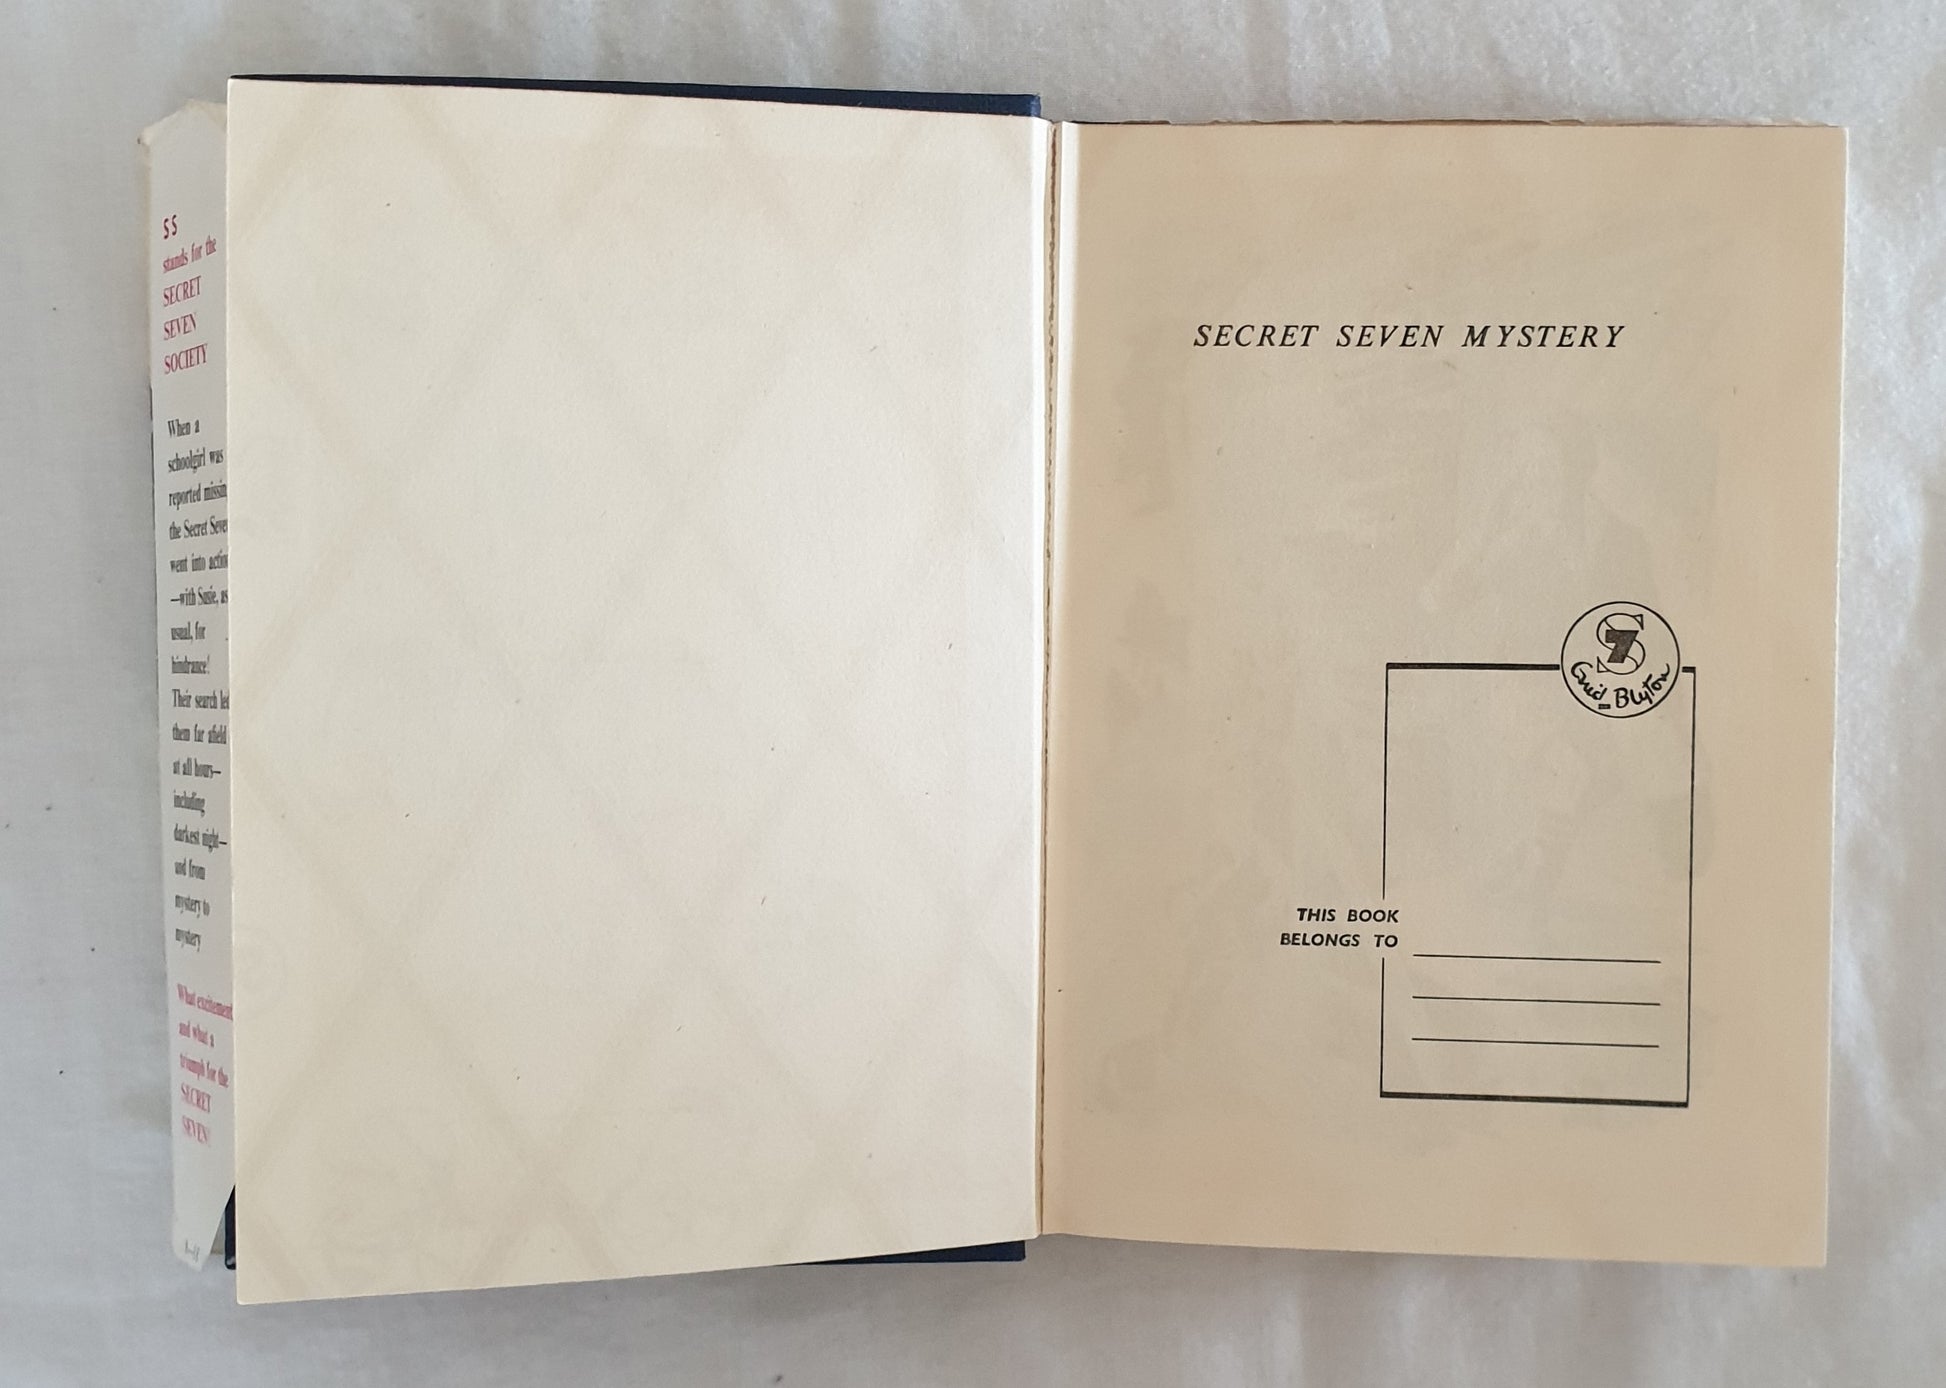 SS
stands for the
SECRET
SEVEN
SOCIETY
When a
schoolgirl was
reported missin
the Secret Seve
went into actio
—with Susie, as
usual, for
hindrance!
Their search led
them far afield
at all hours—
including
darkest night—
and from
mystery to
mystery
What excitement
and what a
triumph for the
SECRET
SEVEN!
SECRET SEVEN MYSTERY
S7
Enid Blyton
THIS BOOK
BELONGS TO